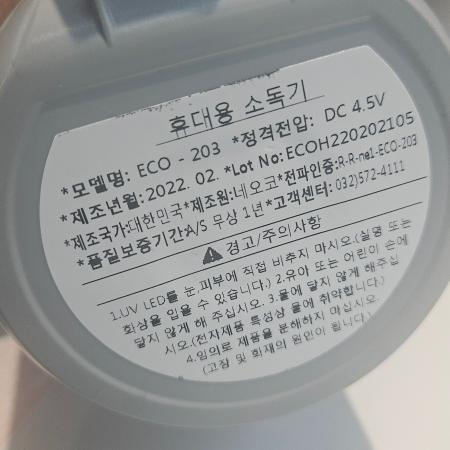 휴대용 소독기
*모델명: ECO - 203 *정격전압: DC 4.5V
*제조년월: 2022. 02. *Lot No: ECOH220202105
*제조국가:대한민국*제조원:네오코*전파인증:R-R-ne1-ECO-203
*품질보증기간:A/S 무상 1년*고객센터: 032)572-4111
경고/주의사항
1.UV LED를 눈,피부에 직접 비추지 마시오.(실명 또는
화상을 입을 수 있습니다.) 2.유아 또는 어린이 손에
닿지 않게 해 주십시오. 3.물에 닿지 않게 해주십
시오.(전자제품 특성상 물에 취약합니다.)
4.임의로 제품을 분해하지 마십시오.
(고장 및 화재의 원인이 됩니다.)